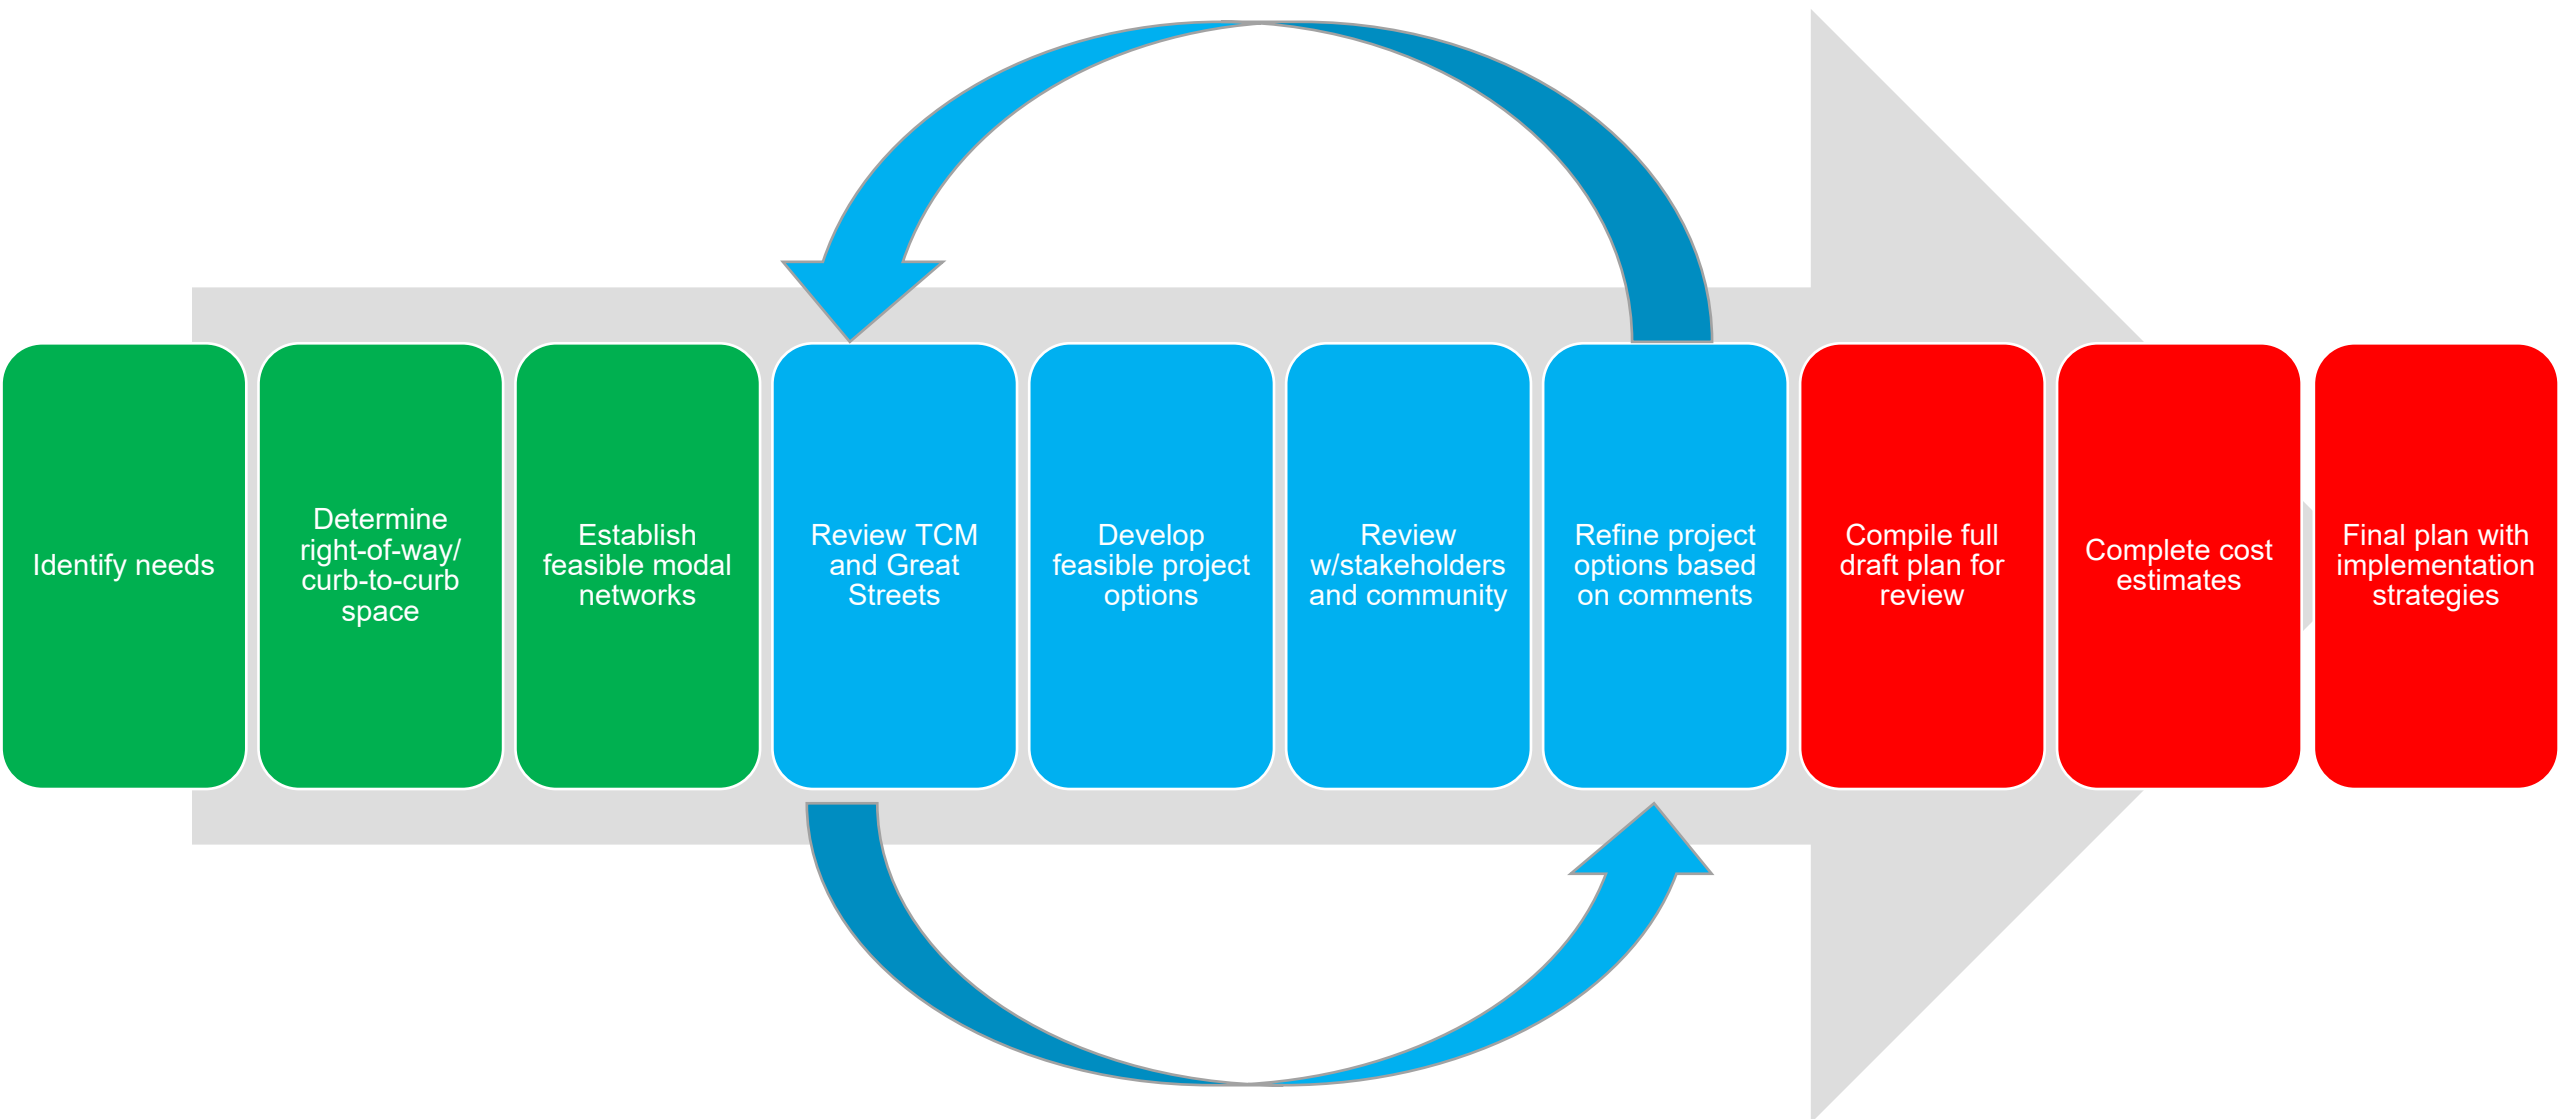 Identify needs
Determine
right-of-way/
curb-to-curb
space
Establish
feasible modal
networks
Review TCM
and Great
Streets
Develop
feasible project
options
Review
w/stakeholders
and community
Refine project
options based
on comments
Compile full
draft plan for
review
Complete cost
estimates
Final plan with
implementation
strategies